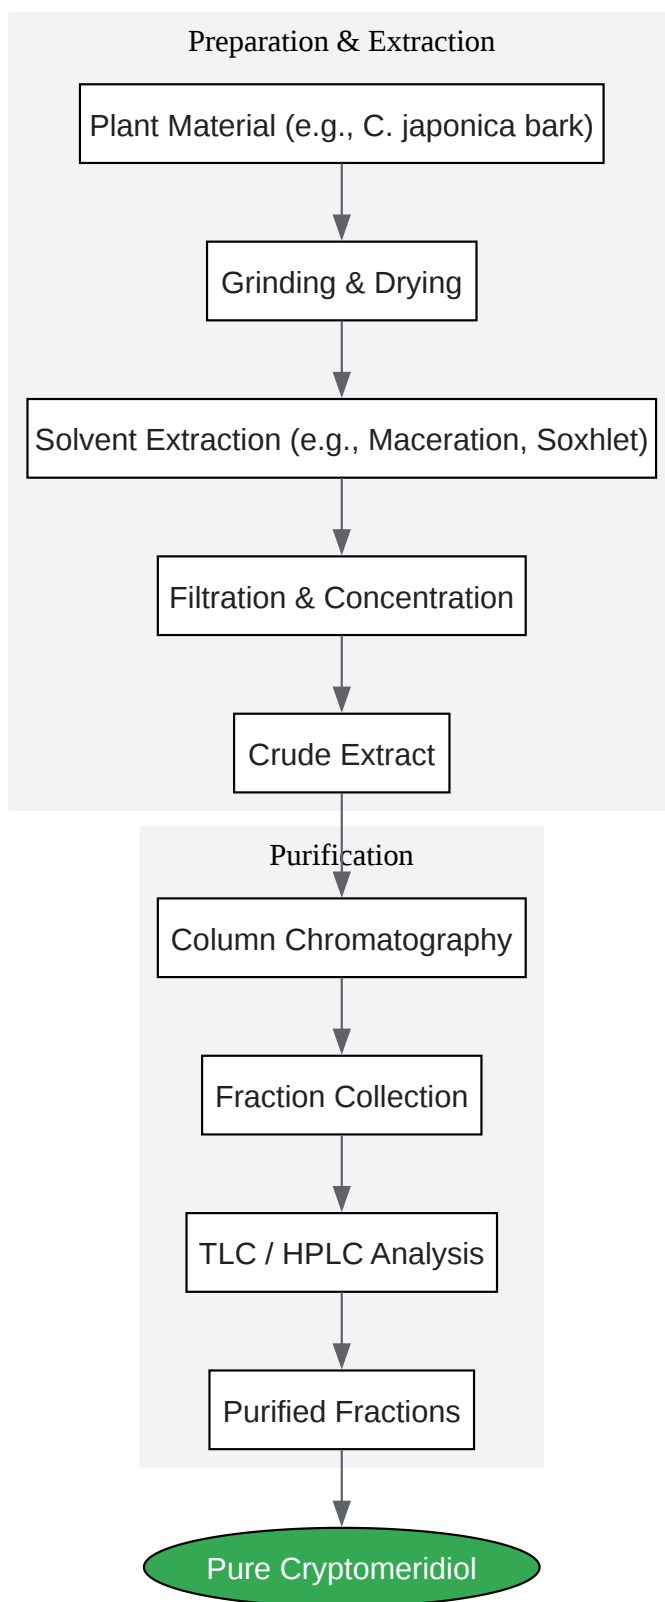 Preparation & Extraction
Plant Material (e.g., C. japonica bark)
Grinding & Drying
Solvent Extraction (e.g., Maceration, Soxhlet)
Filtration & Concentration
Crude Extract
Purification
Column Chromatography
Fraction Collection
TLC / HPLC Analysis
Purified Fractions
Pure Cryptomeridiol